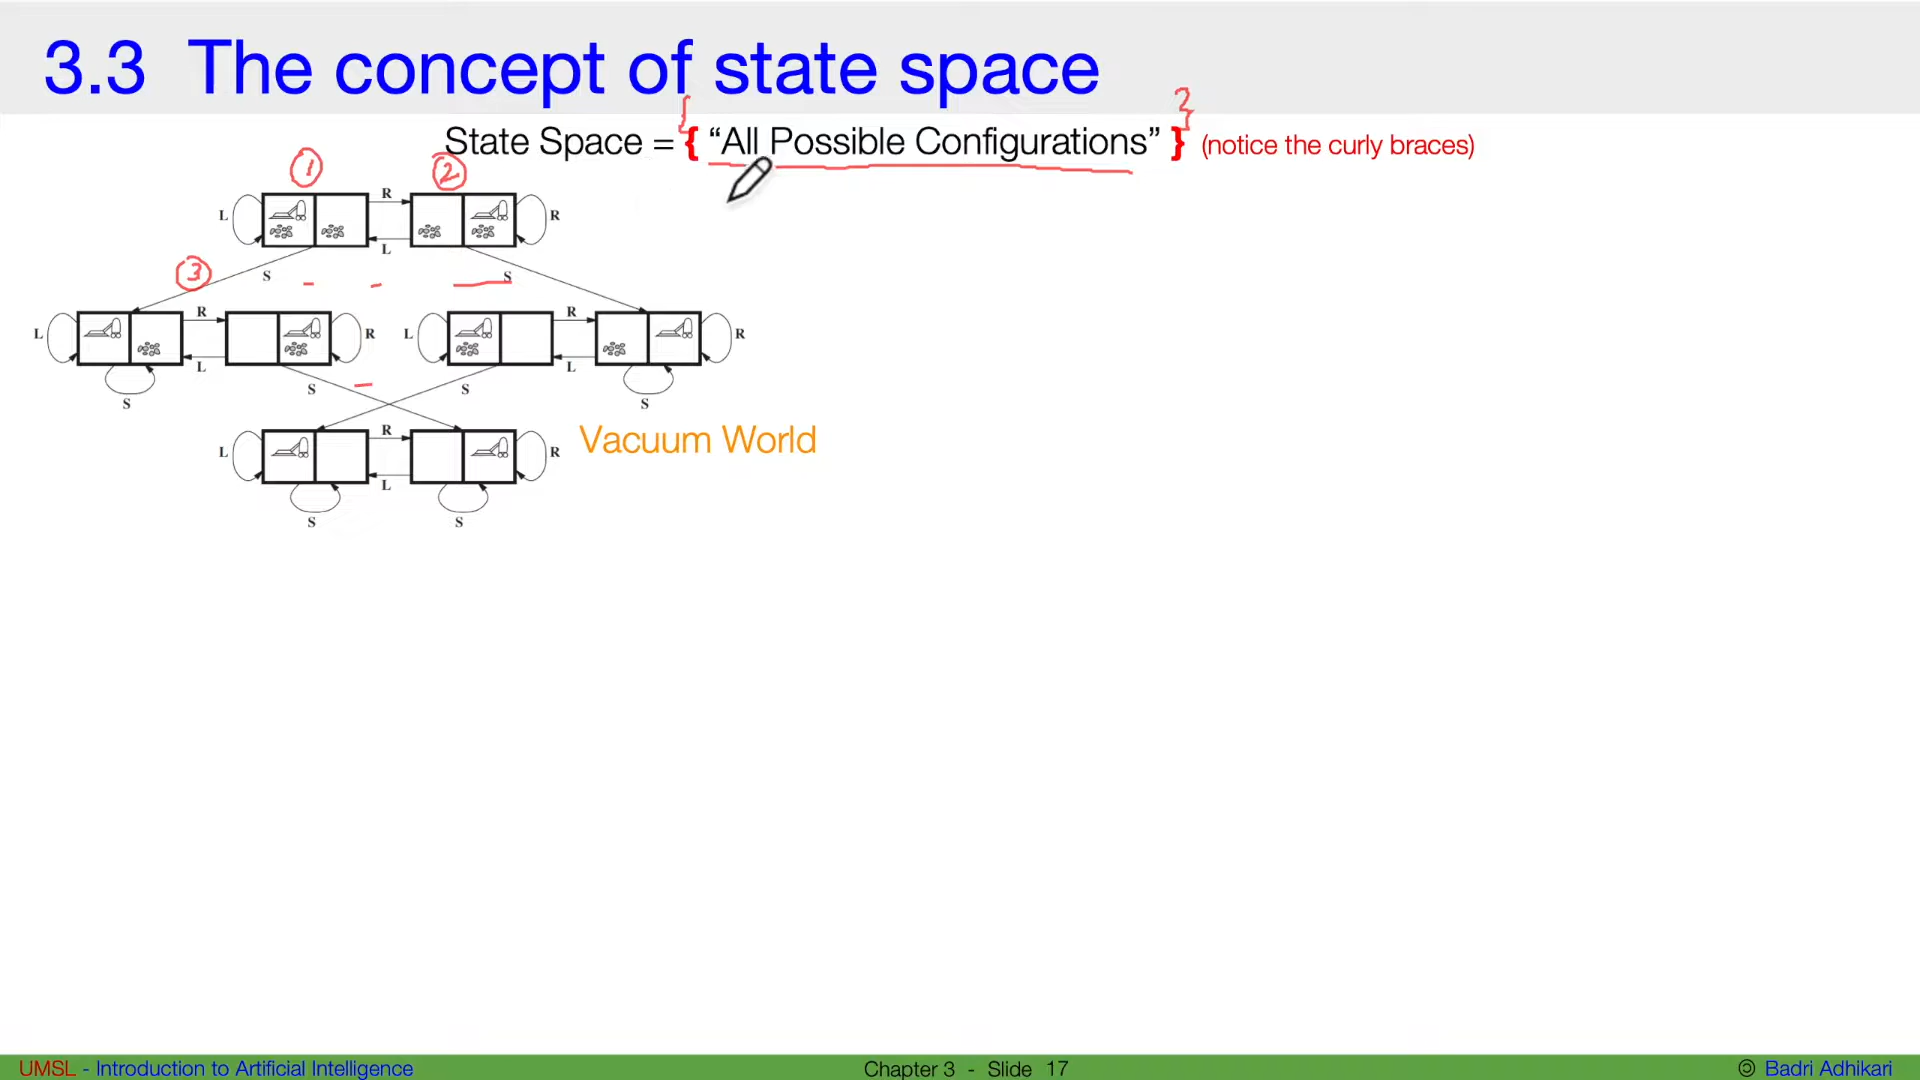 3.3 The concept of state space
State Space = { “All Possible Configurations” } (notice the curly braces)
{ }
1 2
R
L R
L
3 S S
R R
L R L R
L L
S S
S S
R
L R Vacuum World
L
S S
UMSL - Introduction to Artificial Intelligence Chapter 3 - Slide 17 © Badri Adhikari